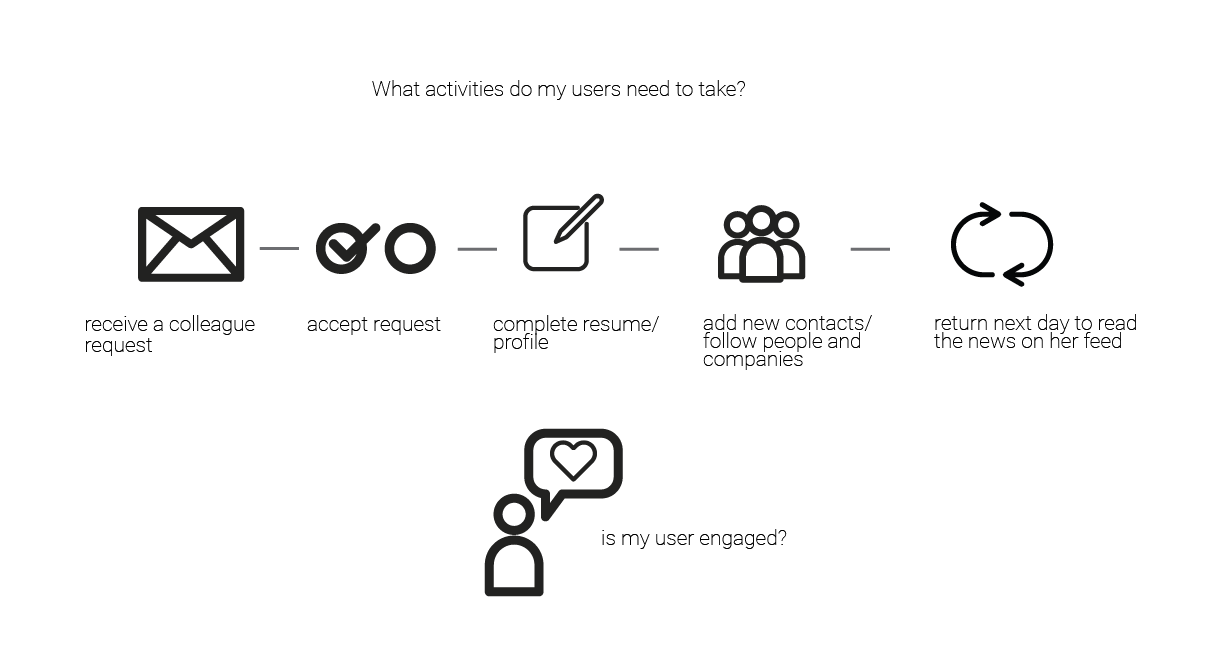 What activities do my users need to take?
receive a colleague
request
accept request
complete resume/
profile
add new contacts/
follow people and
companies
return next day to read
the news on her feed
is my user engaged?